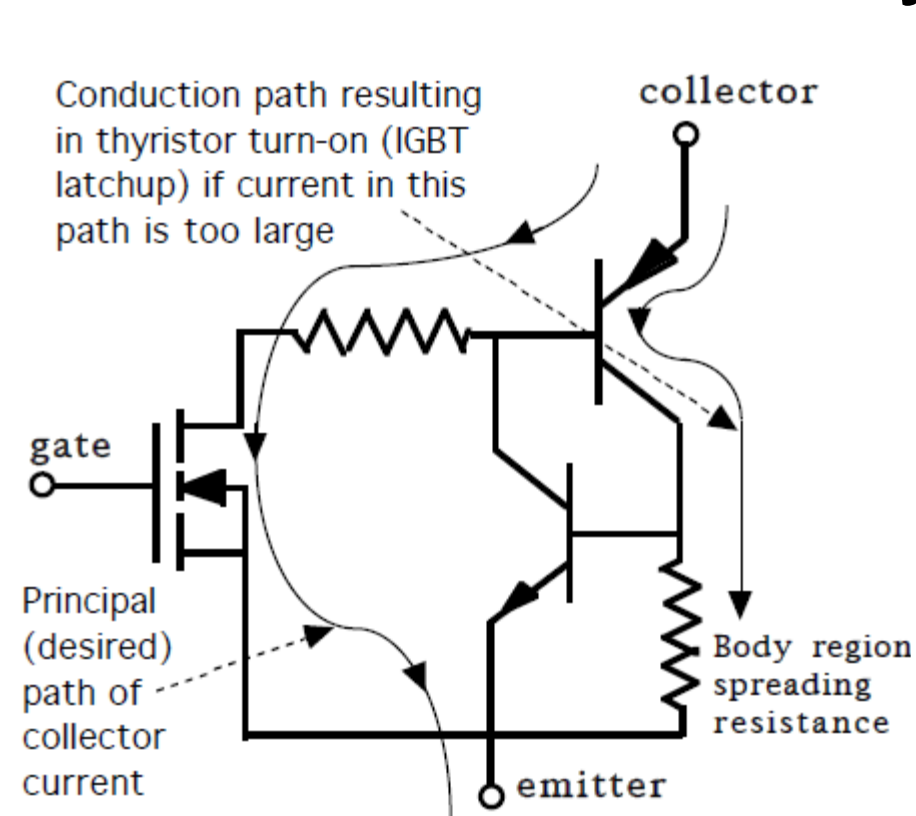 Conduction path resulting
in thyristor turn-on (IGBT
latchup) if current in this
path is too large
collector
gate
Principal
(desired)
path of
collector
current
Body region
spreading
resistance
emitter